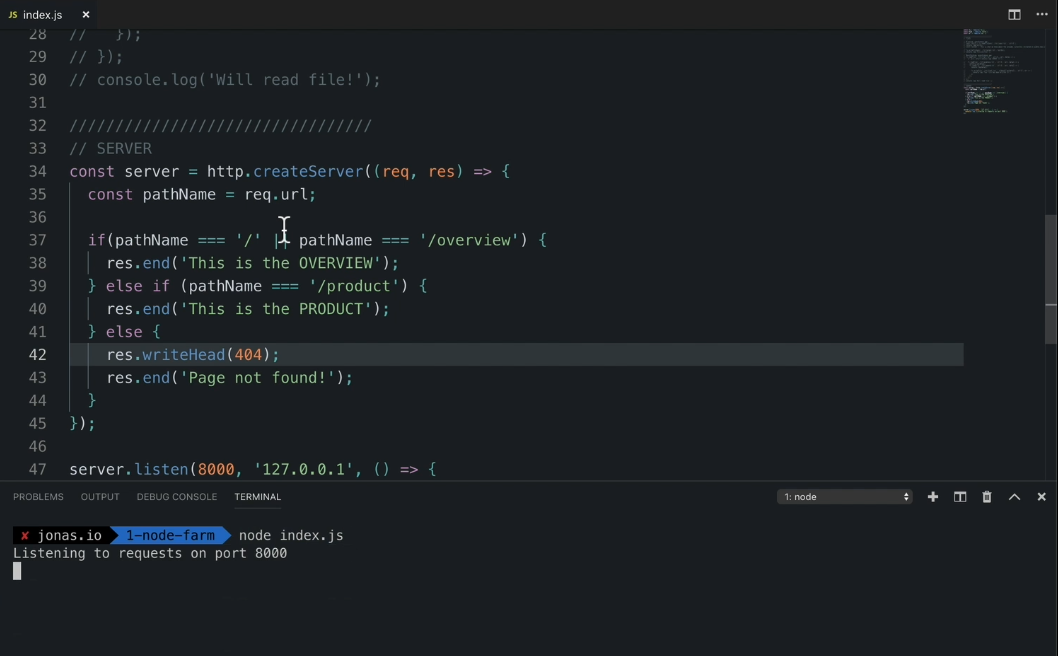 JS index.js ×
28 //   });
29 // });
30 // console.log('Will read file!');
31
32 /////////////////////////////////
33 // SERVER
34 const server = http.createServer((req, res) => {
35   const pathName = req.url;
36
37   if(pathName === '/' || pathName === '/overview') {
38     res.end('This is the OVERVIEW');
39   } else if (pathName === '/product') {
40     res.end('This is the PRODUCT');
41   } else {
42     res.writeHead(404);
43     res.end('Page not found!');
44   }
45 });
46
47 server.listen(8000, '127.0.0.1', () => {
PROBLEMS OUTPUT DEBUG CONSOLE TERMINAL 1: node
✘ jonas.io 1-node-farm node index.js
Listening to requests on port 8000